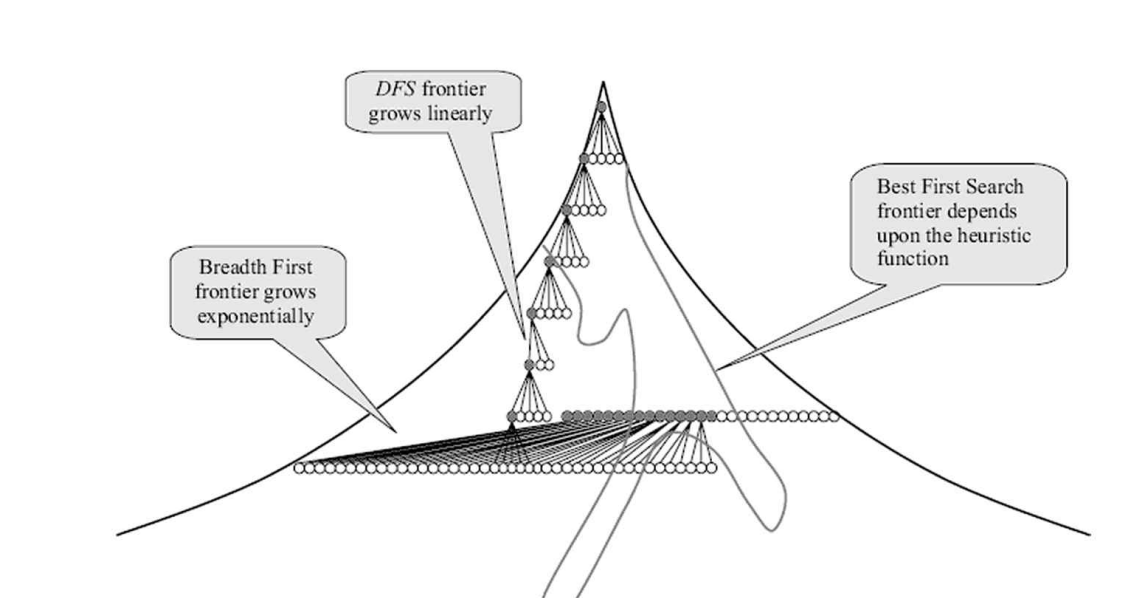 DFS frontier
grows linearly
Best First Search
frontier depends
upon the heuristic
function
Breadth First
frontier grows
exponentially